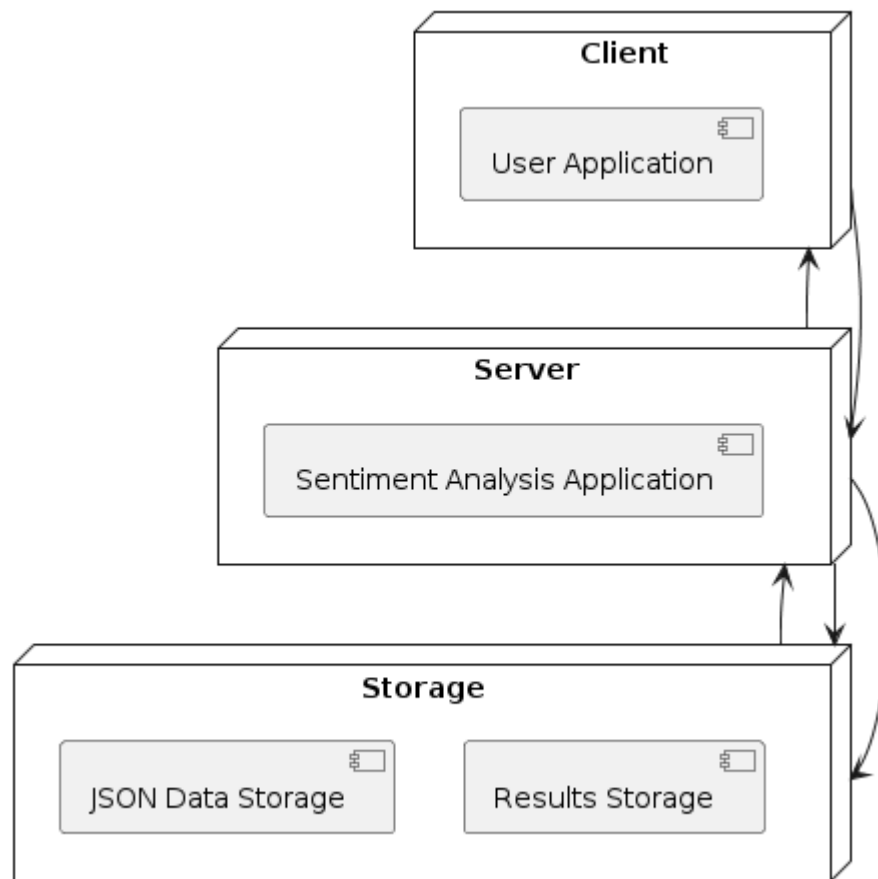 Client
User Application
Server
Sentiment Analysis Application
Storage
JSON Data Storage
Results Storage